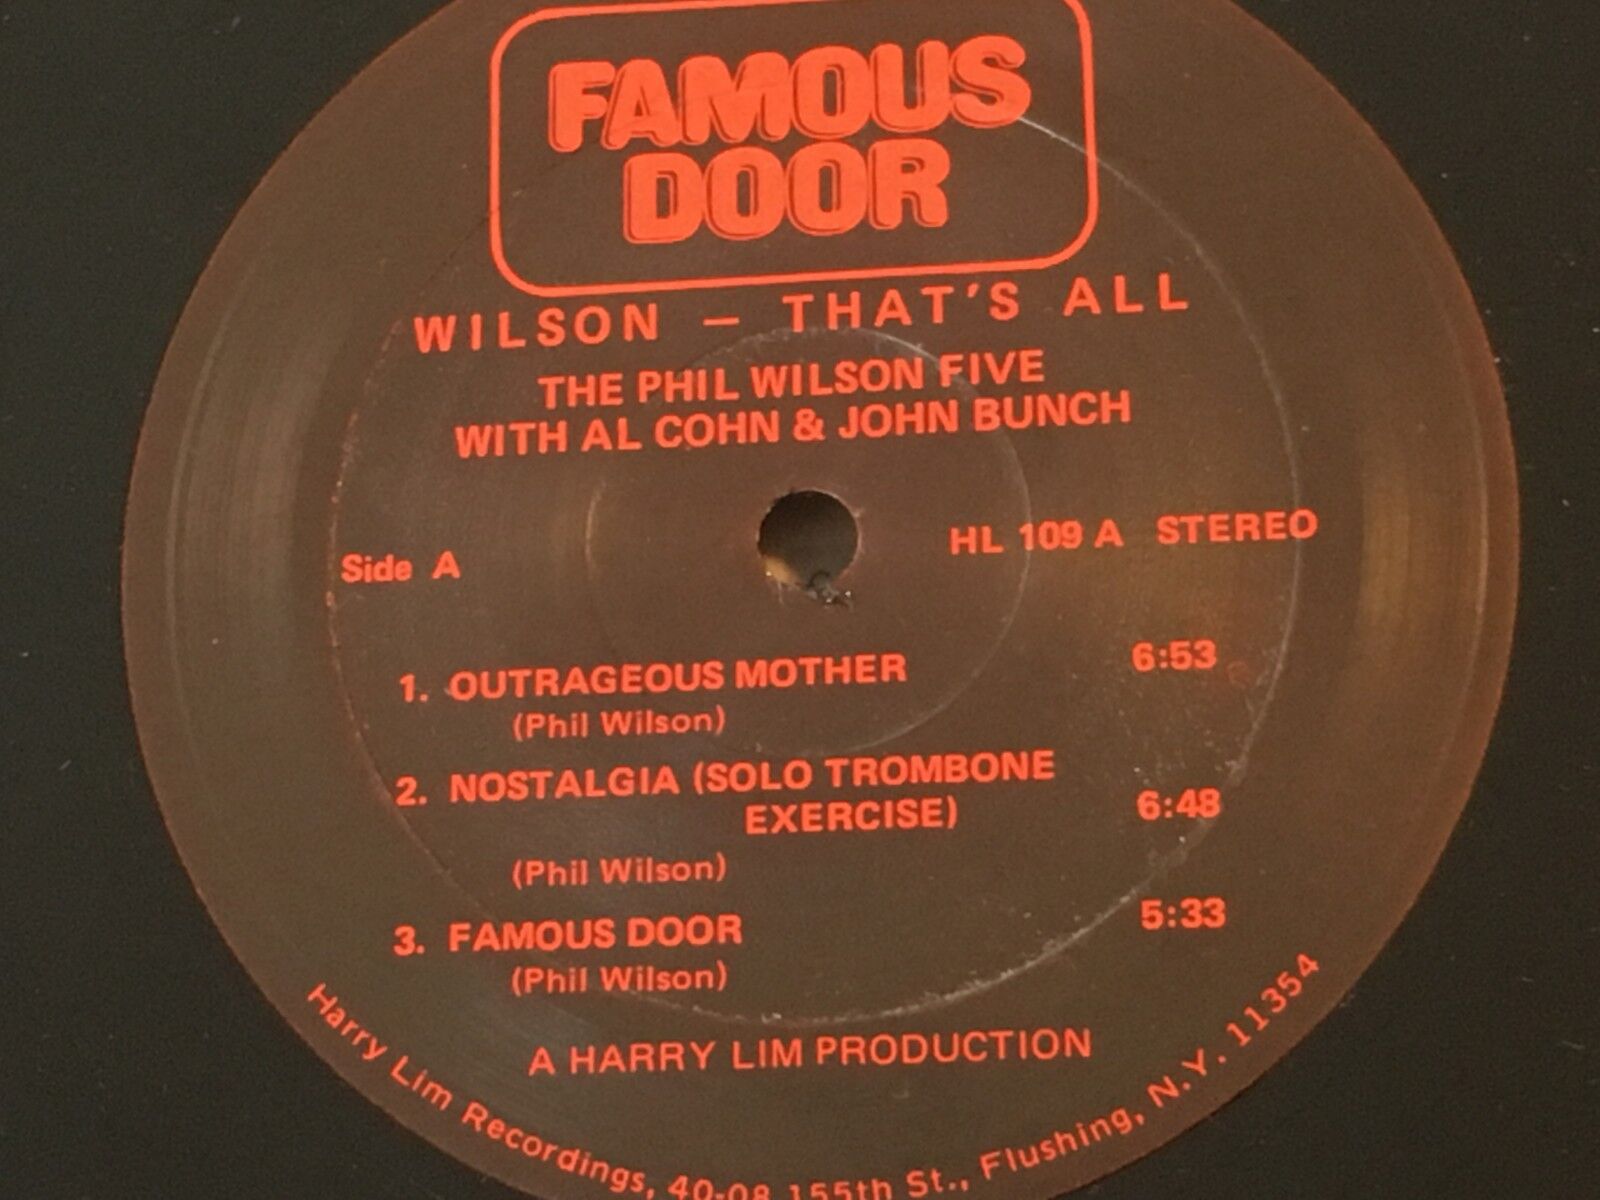 FAMOUS
DOOR
WILSON – THAT'S ALL
THE PHIL WILSON FIVE
WITH AL COHN & JOHN BUNCH
Side A
HL 109 A STEREO
1. OUTRAGEOUS MOTHER 6:53
(Phil Wilson)
2. NOSTALGIA (SOLO TROMBONE
EXERCISE) 6:48
(Phil Wilson)
3. FAMOUS DOOR 5:33
(Phil Wilson)
A HARRY LIM PRODUCTION
Harry Lim Recordings, 40-08 155th St., Flushing, N.Y. 11354